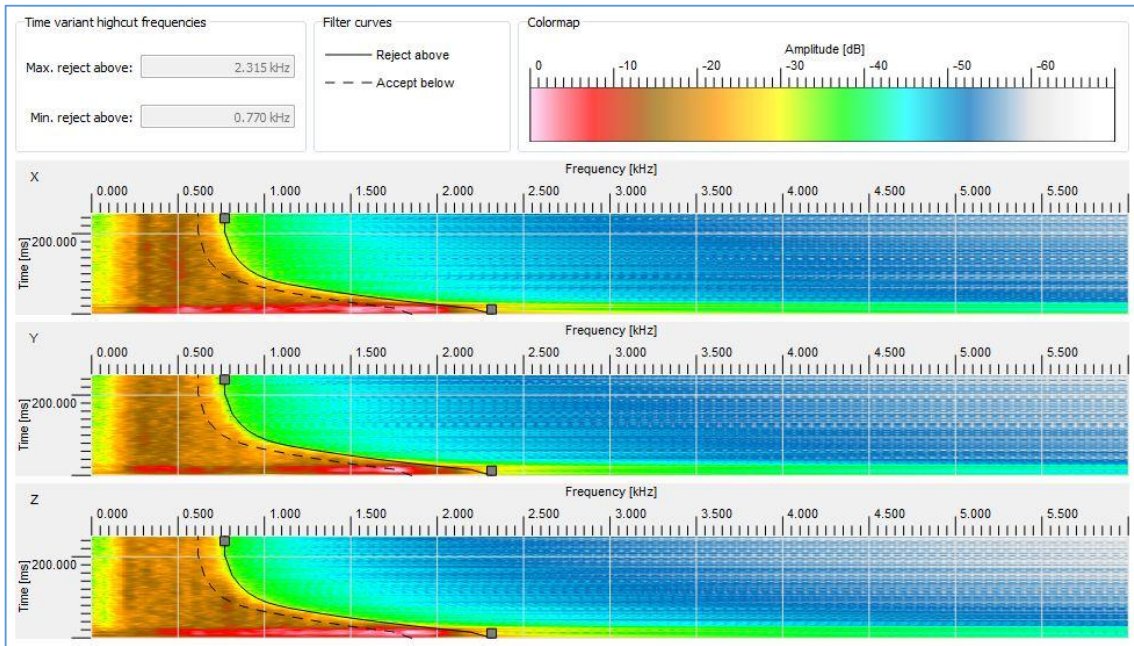 Time variant highcut frequencies
Max. reject above: 2.315 kHz
Min. reject above: 0.770 kHz
Filter curves
Reject above
Accept below
Colormap
Amplitude [dB]
0 -10 -20 -30 -40 -50 -60
Frequency [kHz]
X
0.000 0.500 1.000 1.500 2.000 2.500 3.000 3.500 4.000 4.500 5.000 5.500
Time [ms]
200.000
Frequency [kHz]
Y
0.000 0.500 1.000 1.500 2.000 2.500 3.000 3.500 4.000 4.500 5.000 5.500
Time [ms]
200.000
Frequency [kHz]
Z
0.000 0.500 1.000 1.500 2.000 2.500 3.000 3.500 4.000 4.500 5.000 5.500
Time [ms]
200.000